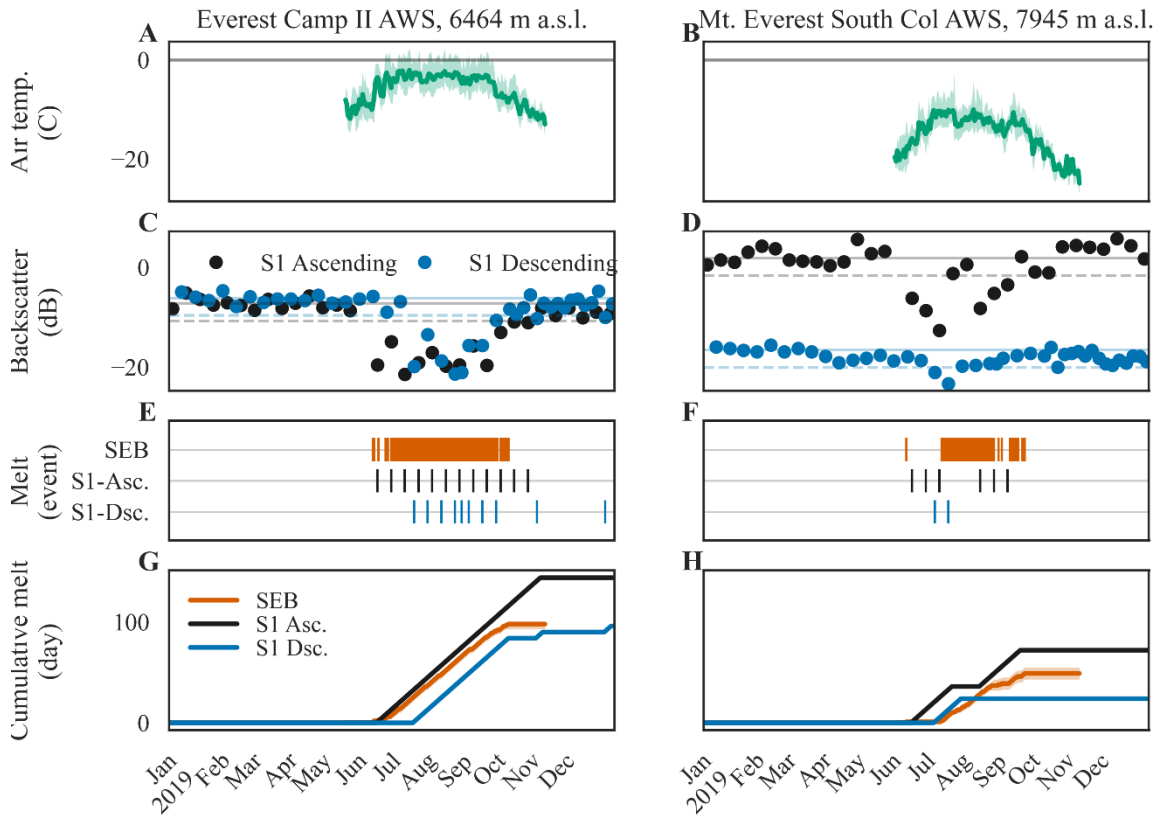 Everest Camp II AWS, 6464 m a.s.l.
Mt. Everest South Col AWS, 7945 m a.s.l.
A
B
Air temp.
(C)
0
−20
C
D
Backscatter
(dB)
0
−20
S1 Ascending
S1 Descending
E
F
Melt
(event)
SEB
S1-Asc.
S1-Dsc.
G
H
Cumulative melt
(day)
100
0
SEB
S1 Asc.
S1 Dsc.
Jan
2019
Feb
Mar
Apr
May
Jun
Jul
Aug
Sep
Oct
Nov
Dec
Jan
2019
Feb
Mar
Apr
May
Jun
Jul
Aug
Sep
Oct
Nov
Dec